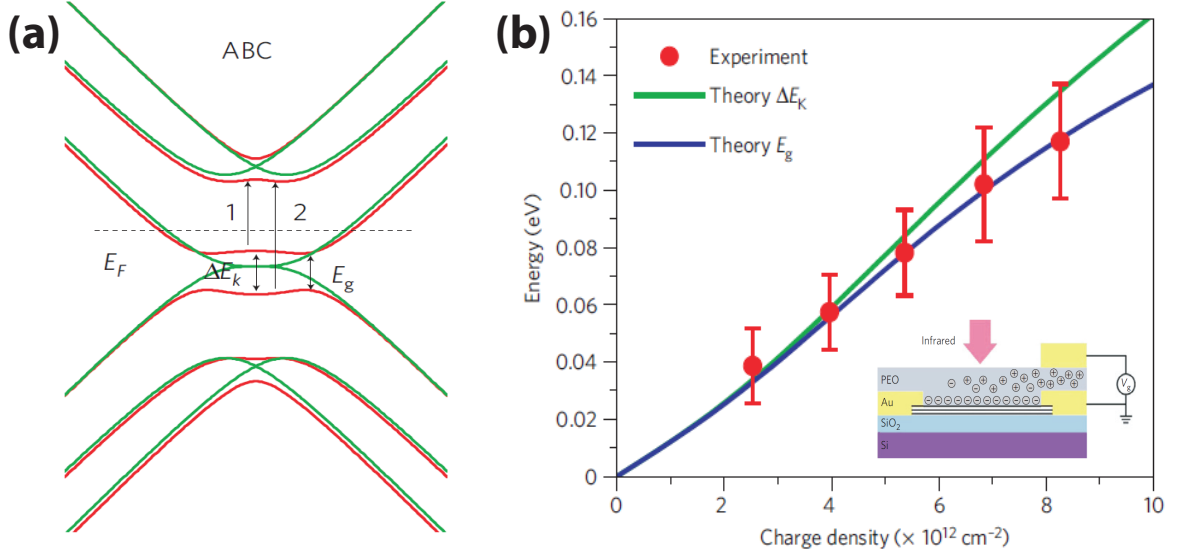 (a)
ABC
1
2
E_F
ΔE_k
E_g
(b)
0.16
0.14
0.12
0.10
0.08
0.06
0.04
0.02
0
Energy (eV)
Experiment
Theory ΔE_K
Theory E_g
Infrared
PEO
Au
SiO₂
Si
V_g
0
2
4
6
8
10
Charge density (× 10¹² cm⁻²)